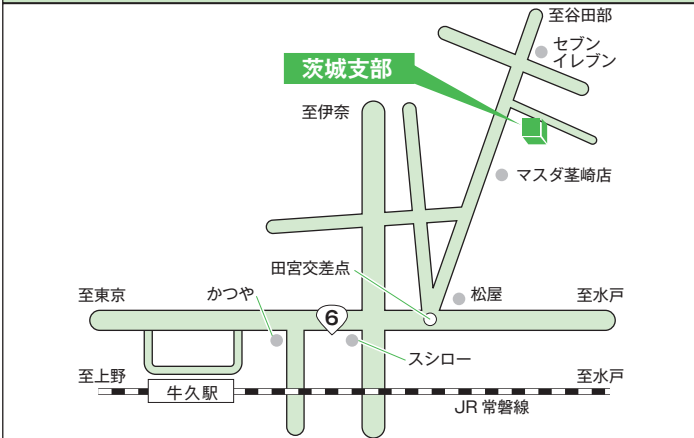 至谷田部
セブン
イレブン
茨城支部
至伊奈
マスダ茎崎店
田宮交差点
至東京
かつや
松屋
至水戸
6
スシロー
至上野
牛久駅
至水戸
JR 常磐線